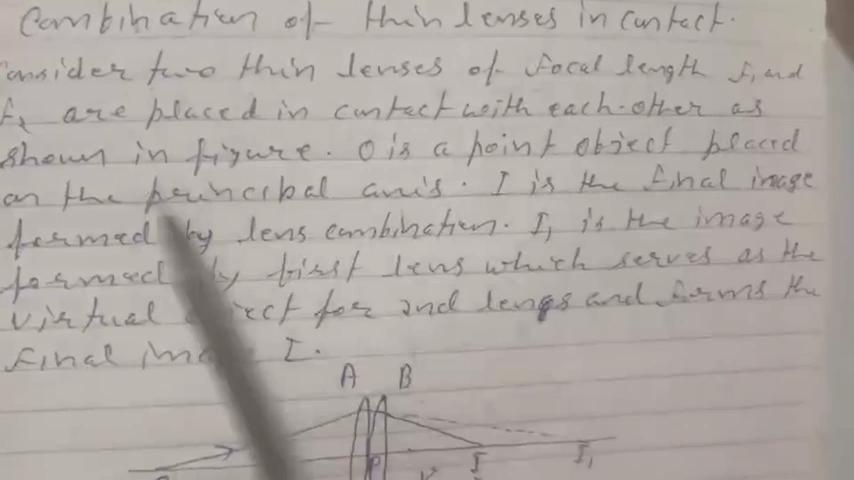 Combination of thin lenses in contact.
Consider two thin lenses of focal length f1 and
f2 are placed in contact with each-other as
shown in figure. O is a point object placed
on the principal axis. I is the final image
formed by lens combination. I1 is the image
formed by first lens which serves as the
virtual object for 2nd lens and forms the
final image I.
A B
P I I1